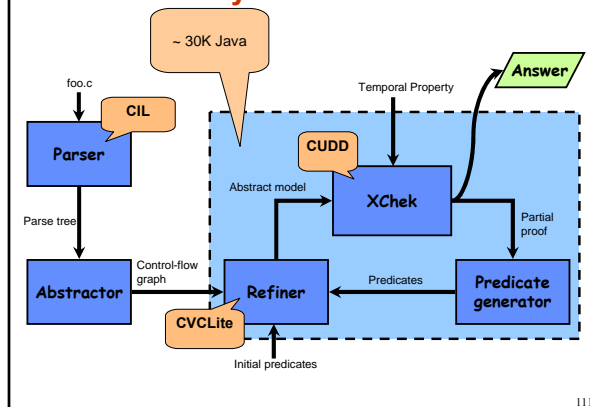 ~ 30K Java
Answer
foo.c
Temporal Property
CIL
CUDD
Parser
XChek
Abstract model
Parse tree
Partial
proof
Control-flow
graph
Predicates
Abstractor
Refiner
Predicate
generator
CVCLite
Initial predicates
111